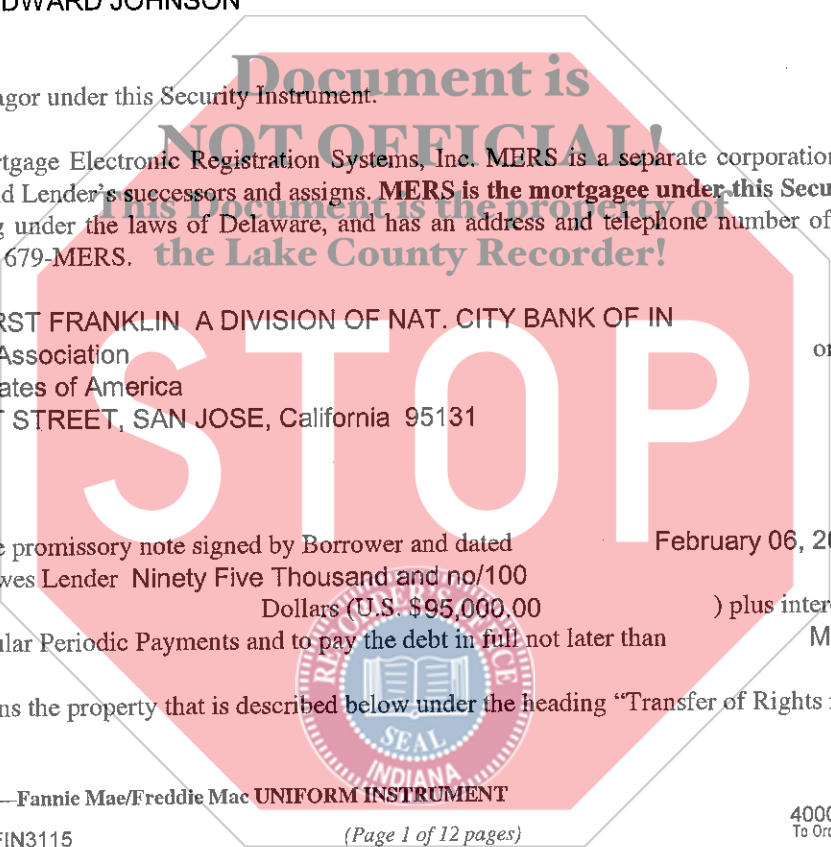 DWARD JOHNSON
Document is
agor under this Security Instrument.
NOT OFFICIAL!
rtgage Electronic Registration Systems, Inc. MERS is a separate corporation
d Lender's successors and assigns. MERS is the mortgagee under this Secu
This Document is the property of
g under the laws of Delaware, and has an address and telephone number of
679-MERS.
the Lake County Recorder!
RST FRANKLIN A DIVISION OF NAT. CITY BANK OF IN
Association
or
ates of America
T STREET, SAN JOSE, California 95131
STOP
e promissory note signed by Borrower and dated February 06, 20
wes Lender Ninety Five Thousand and no/100
Dollars (U.S. $95,000.00 ) plus inter
ular Periodic Payments and to pay the debt in full not later than M
RECORDER'S OFFICE
ns the property that is described below under the heading “Transfer of Rights
SEAL
INDIANA
—Fannie Mae/Freddie Mac UNIFORM INSTRUMENT
400
FIN3115 (Page 1 of 12 pages) To Or